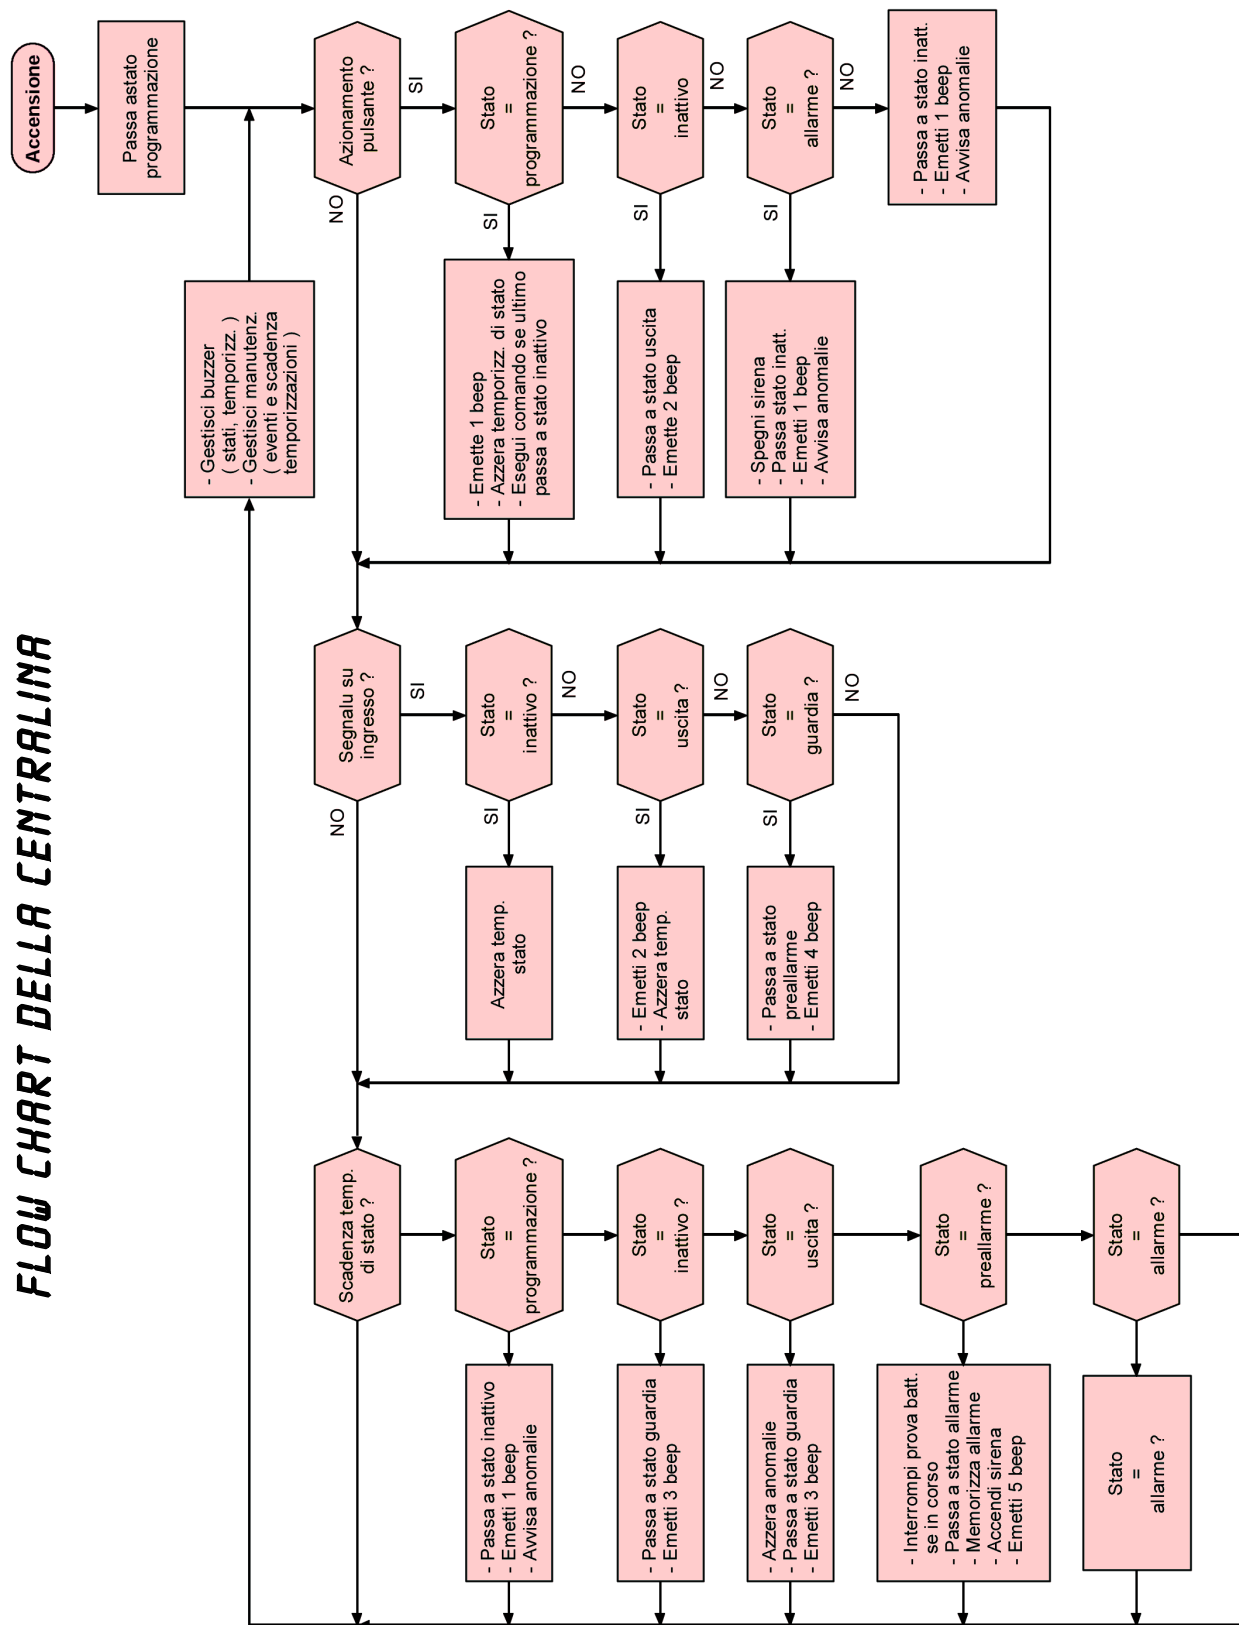 FLOW CHART DELLA CENTRALINA
Accensione
Passa astato
programmazione
- Gestisci buzzer
( stati, temporizz. )
- Gestisci manutenz.
( eventi e scadenza
temporizzazioni )
Azionamento
pulsante ?
NO
SI
Stato
=
programmazione ?
SI
NO
- Emette 1 beep
- Azzera temporizz. di stato
- Esegui comando se ultimo
passa a stato inattivo
Stato
=
inattivo
SI
NO
- Passa a stato uscita
- Emette 2 beep
Stato
=
allarme ?
SI
NO
- Spegni sirena
- Passa stato inatt.
- Emetti 1 beep
- Avvisa anomalie
- Passa a stato inatt.
- Emetti 1 beep
- Avvisa anomalie
Segnalu su
ingresso ?
NO
SI
Stato
=
inattivo ?
SI
NO
Azzera temp.
stato
Stato
=
uscita ?
SI
NO
- Emetti 2 beep
- Azzera temp.
stato
Stato
=
guardia ?
SI
NO
- Passa a stato
preallarme
- Emetti 4 beep
Scadenza temp.
di stato ?
Stato
=
programmazione ?
- Passa a stato inattivo
- Emetti 1 beep
- Avvisa anomalie
Stato
=
inattivo ?
- Passa a stato guardia
- Emetti 3 beep
Stato
=
uscita ?
- Azzera anomalie
- Passa a stato guardia
- Emetti 3 beep
Stato
=
preallarme ?
- Interrompi prova batt.
se in corso
- Passa a stato allarme
- Memorizza allarme
- Accendi sirena
- Emetti 5 beep
Stato
=
allarme ?
Stato
=
allarme ?